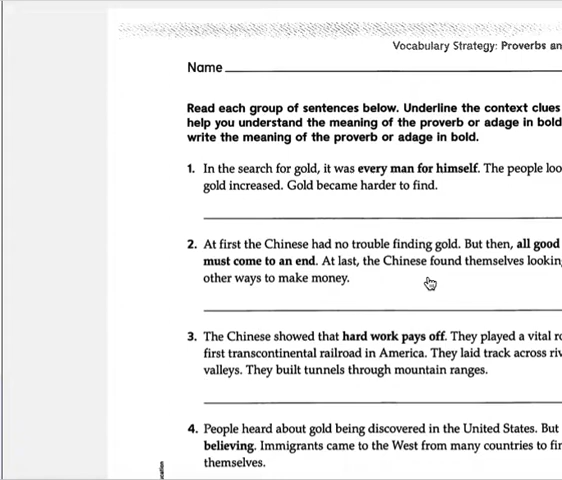 Vocabulary Strategy: Proverbs an
Name
Read each group of sentences below. Underline the context clues
help you understand the meaning of the proverb or adage in bold
write the meaning of the proverb or adage in bold.
1. In the search for gold, it was every man for himself. The people loo
gold increased. Gold became harder to find.
2. At first the Chinese had no trouble finding gold. But then, all good
must come to an end. At last, the Chinese found themselves lookin
other ways to make money.
3. The Chinese showed that hard work pays off. They played a vital ro
first transcontinental railroad in America. They laid track across riv
valleys. They built tunnels through mountain ranges.
4. People heard about gold being discovered in the United States. But
believing. Immigrants came to the West from many countries to fin
themselves.